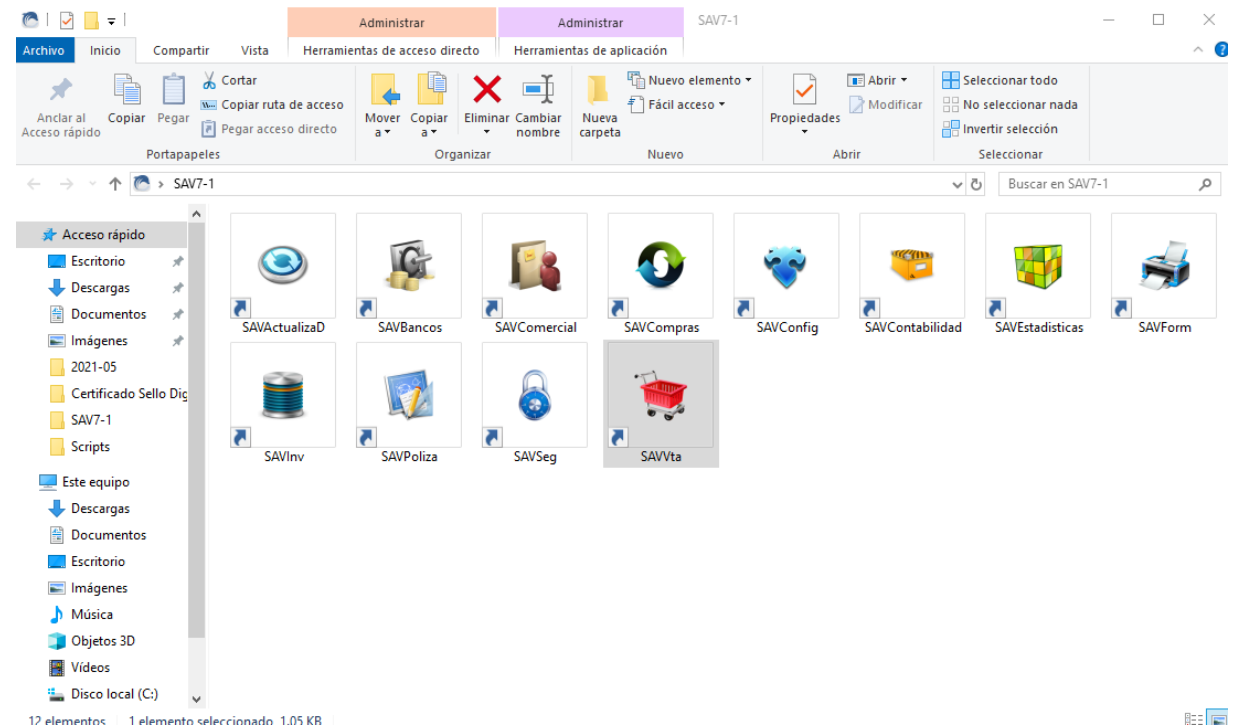 Administrar Administrar SAV7-1
Archivo Inicio Compartir Vista Herramientas de acceso directo Herramientas de aplicación
Anclar al Acceso rápido
Copiar
Pegar
Cortar
Copiar ruta de acceso
Pegar acceso directo
Portapapeles
Mover a
Copiar a
Eliminar
Cambiar nombre
Organizar
Nueva carpeta
Nuevo elemento
Fácil acceso
Nuevo
Propiedades
Abrir
Modificar
Abrir
Seleccionar todo
No seleccionar nada
Invertir selección
Seleccionar
SAV7-1
Buscar en SAV7-1
Acceso rápido
Escritorio
Descargas
Documentos
Imágenes
2021-05
Certificado Sello Dig
SAV7-1
Scripts
Este equipo
Descargas
Documentos
Escritorio
Imágenes
Música
Objetos 3D
Vídeos
Disco local (C:)
SAVActualizaD SAVBancos SAVComercial SAVCompras SAVConfig SAVContabilidad SAVEstadisticas SAVForm
SAVInv SAVPoliza SAVSeg SAVVta
12 elementos 1 elemento seleccionado 1.05 KB